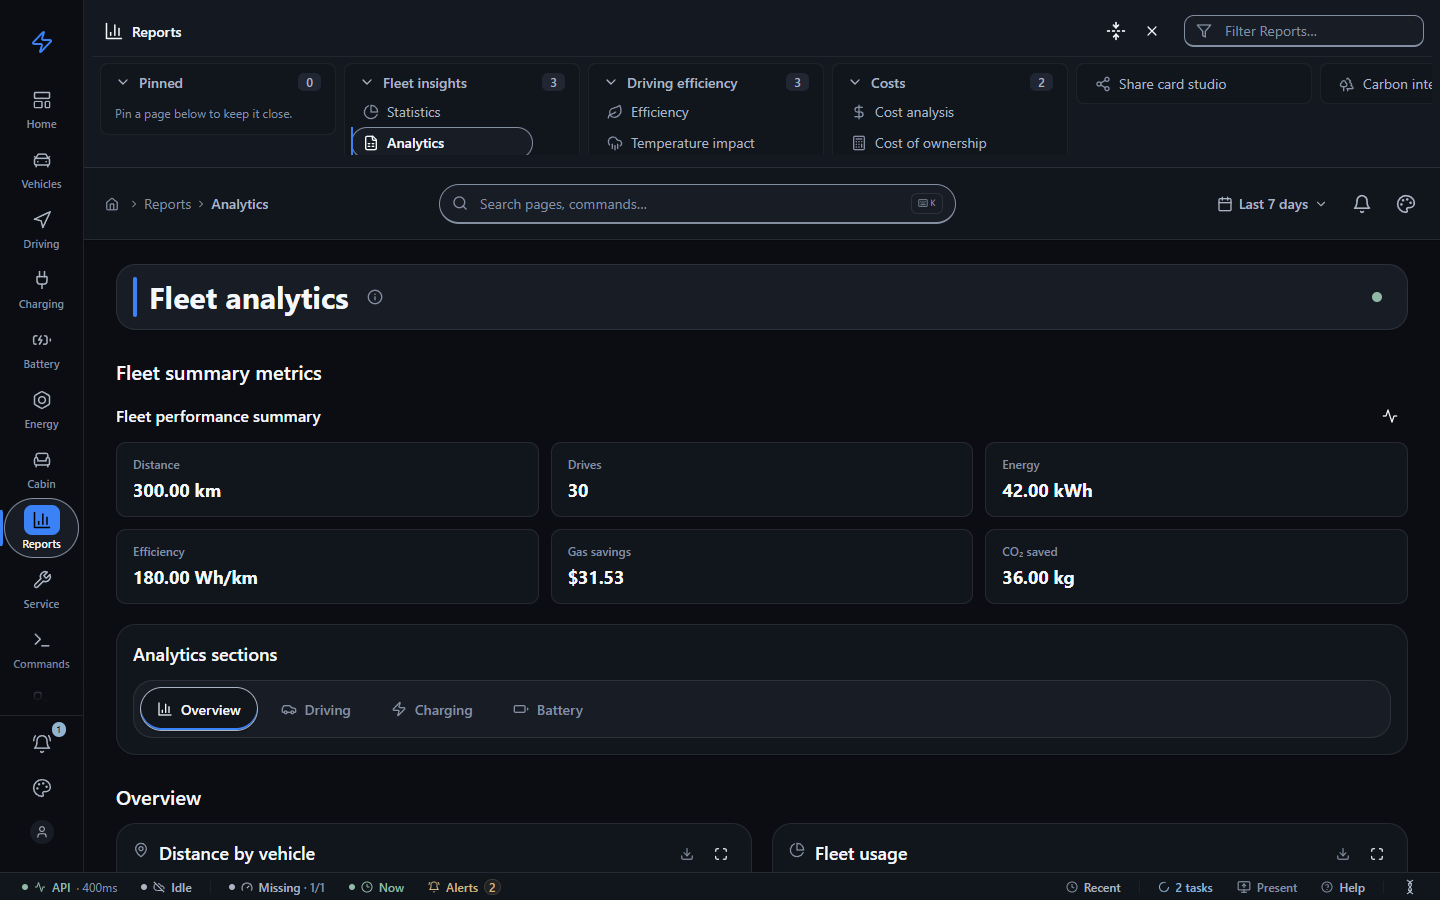 Home
Vehicles
Driving
Charging
Battery
Energy
Cabin
Reports
Service
Commands
1
Reports
Filter Reports...
Pinned 0
Pin a page below to keep it close.
Fleet insights 3
Statistics
Analytics
Driving efficiency 3
Efficiency
Temperature impact
Costs 2
Cost analysis
Cost of ownership
Share card studio
Carbon inte
Reports
Analytics
Search pages, commands...
K
Last 7 days
Fleet analytics
Fleet summary metrics
Fleet performance summary
Distance
300.00 km
Drives
30
Energy
42.00 kWh
Efficiency
180.00 Wh/km
Gas savings
$31.53
CO₂ saved
36.00 kg
Analytics sections
Overview
Driving
Charging
Battery
Overview
Distance by vehicle
Fleet usage
API · 400ms
Idle
Missing · 1/1
Now
Alerts 2
Recent
2 tasks
Present
Help